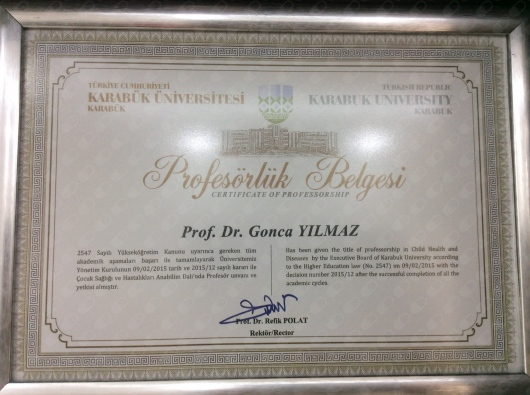 TÜRKİYE CUMHURİYETİ
KARABÜK ÜNİVERSİTESİ
KARABÜK
TURKISH REPUBLIC
KARABUK UNIVERSITY
KARABUK
Profesörlük Belgesi
CERTIFICATE OF PROFESSORSHIP
Prof. Dr. Gonca YILMAZ
2547 Sayılı Yükseköğretim Kanunu uyarınca gereken tüm
akademik aşamaları başarı ile tamamlayarak Üniversitemiz
Yönetim Kurulunun 09/02/2015 tarih ve 2015/12 sayılı kararı ile
Çocuk Sağlığı ve Hastalıkları Anabilim Dalı'nda Profesör unvanı ve
yetkisi almıştır.
Has been given the title of professorship in Child Health and
Diseases by the Executive Board of Karabuk University according
to the Higher Education law (No. 2547) on 09/02/2015 with the
decision number 2015/12 after the successful completion of all the
academic cycles.
Prof. Dr. Refik POLAT
Rektör/Rector